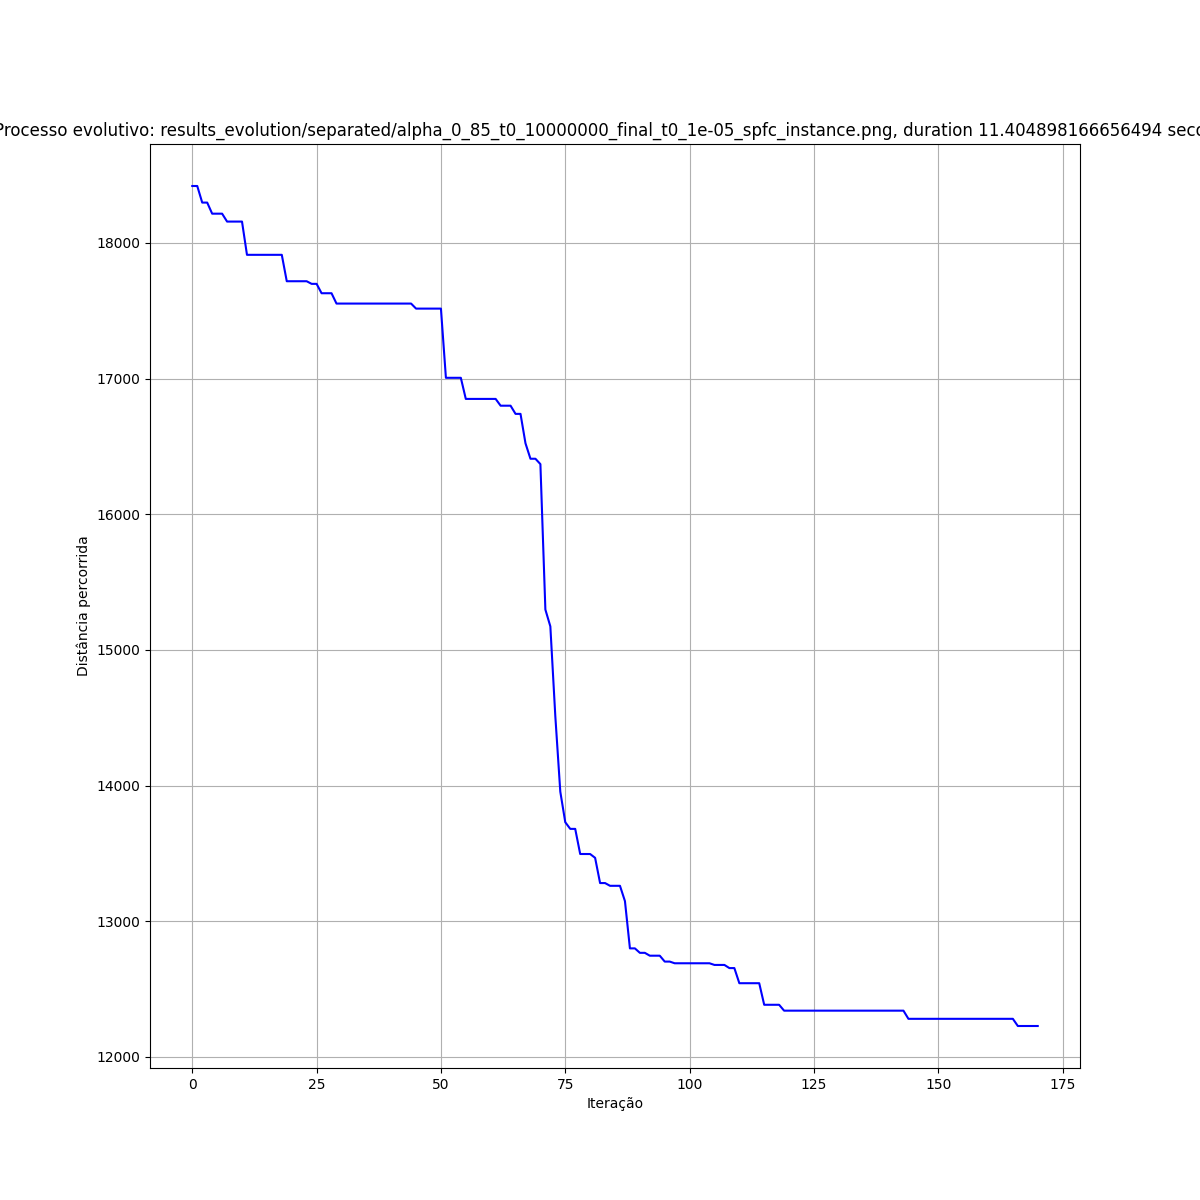 Processo evolutivo: results_evolution/separated/alpha_0_85_t0_10000000_final_t0_1e-05_spfc_instance.png, duration 11.404898166656494
18000
17000
16000
15000
14000
13000
12000
Distância percorrida
0 25 50 75 100 125 150 175
Iteração